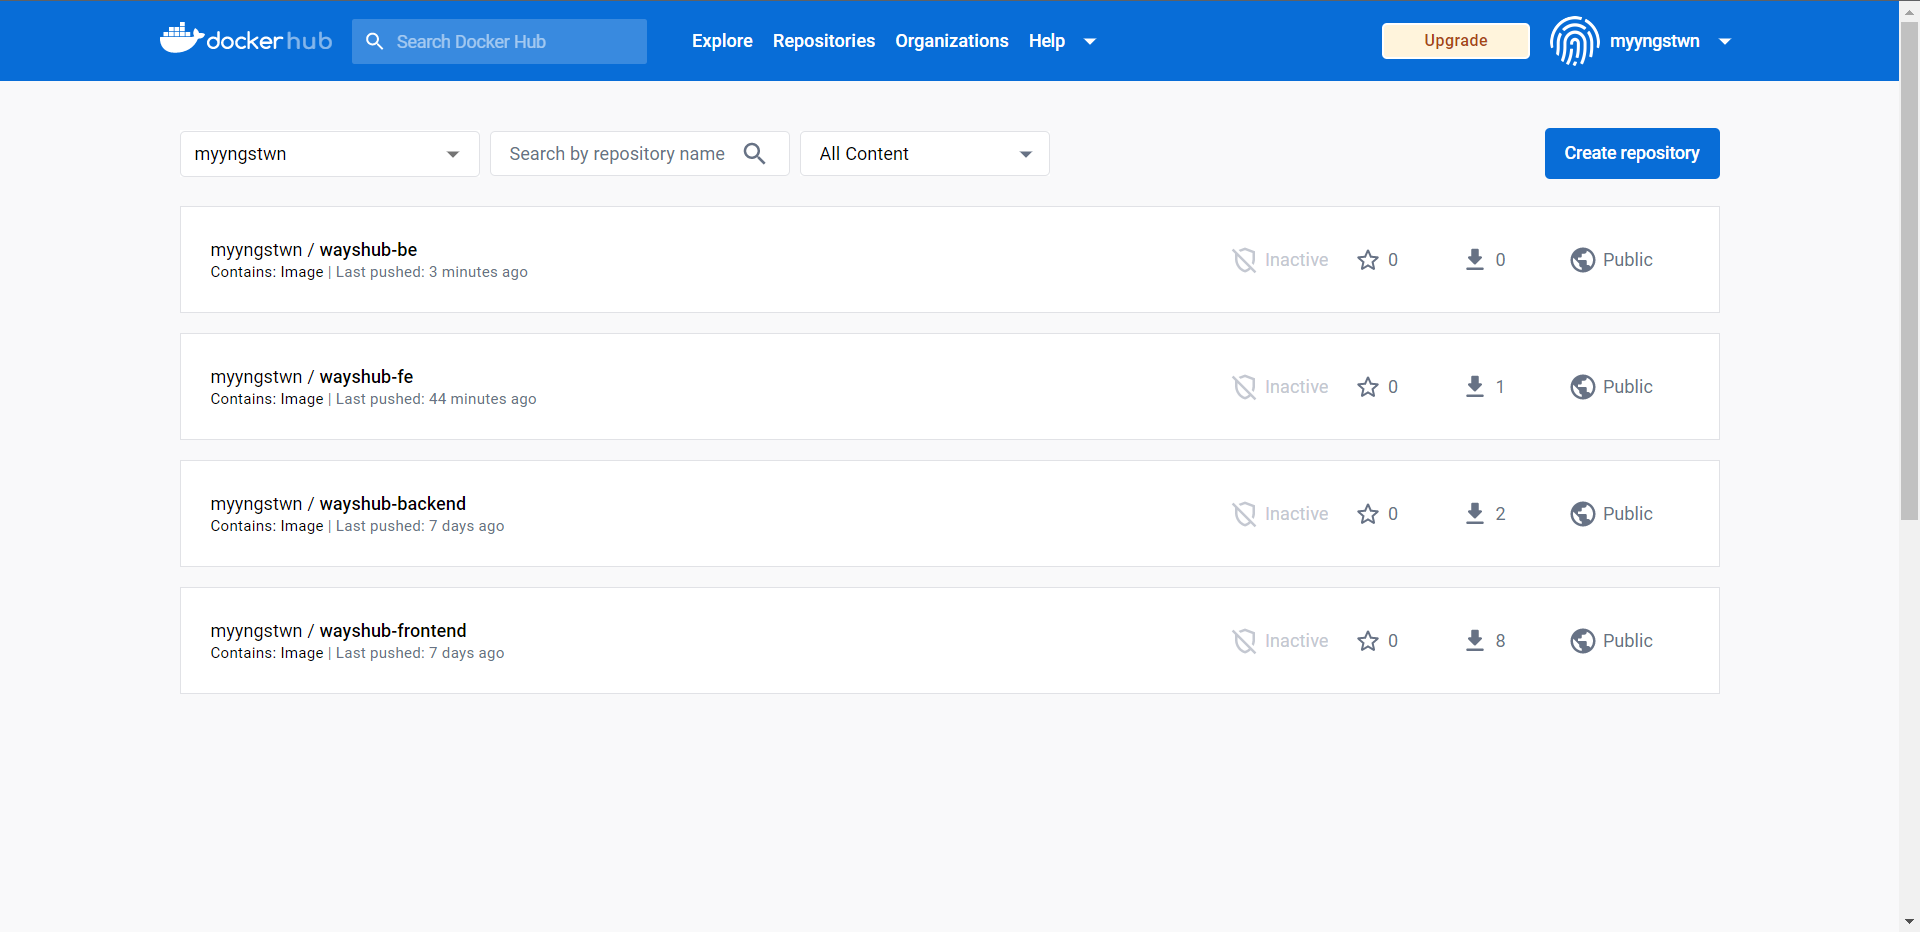 dockerhub Search Docker Hub Explore Repositories Organizations Help Upgrade myyngstwn
myyngstwn Search by repository name All Content Create repository
myyngstwn / wayshub-be
Contains: Image | Last pushed: 3 minutes ago
Inactive 0 0 Public
myyngstwn / wayshub-fe
Contains: Image | Last pushed: 44 minutes ago
Inactive 0 1 Public
myyngstwn / wayshub-backend
Contains: Image | Last pushed: 7 days ago
Inactive 0 2 Public
myyngstwn / wayshub-frontend
Contains: Image | Last pushed: 7 days ago
Inactive 0 8 Public